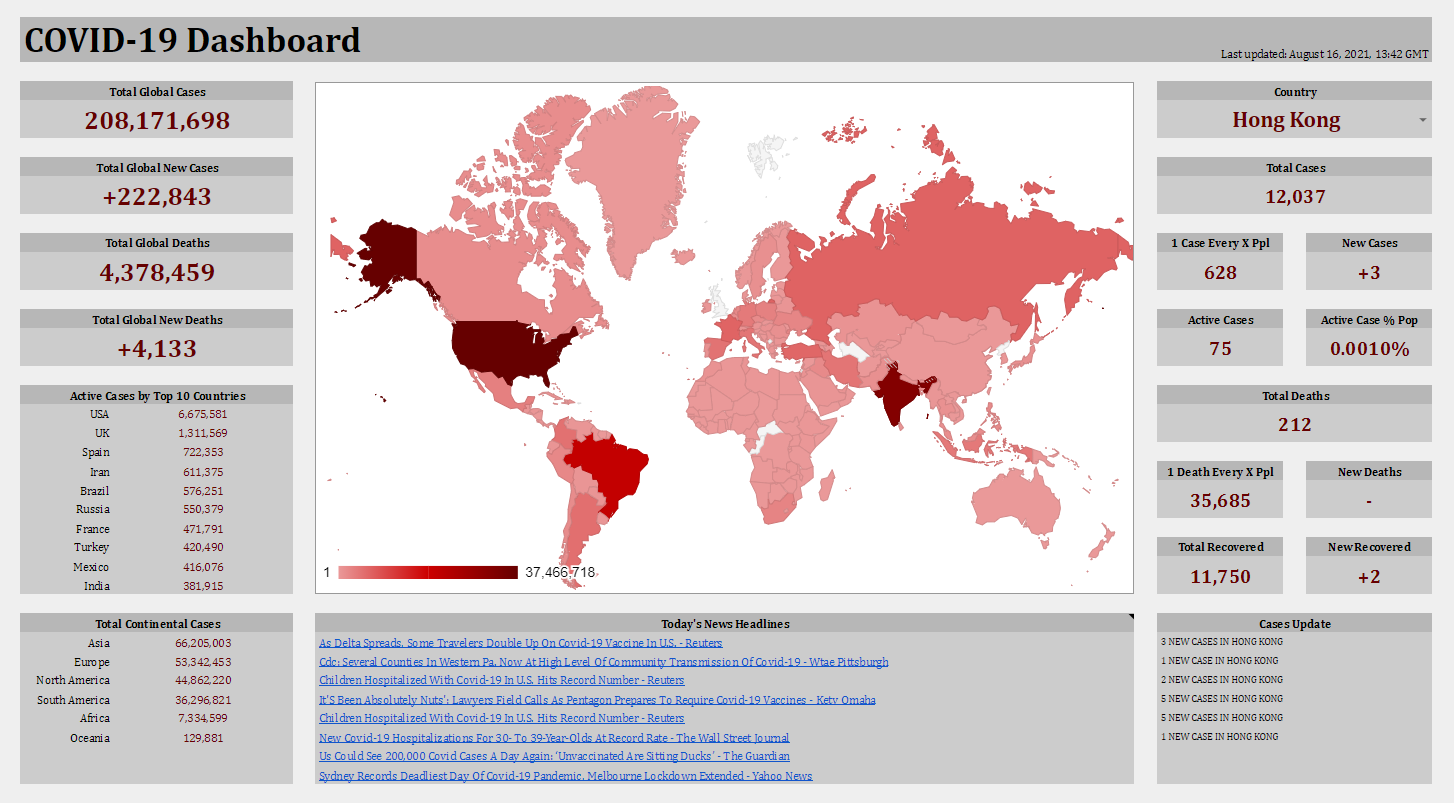 COVID-19 Dashboard
Last updated: August 16, 2021, 13:42 GMT
Total Global Cases
208,171,698
Total Global New Cases
+222,843
Total Global Deaths
4,378,459
Total Global New Deaths
+4,133
Active Cases by Top 10 Countries
USA 6,675,581
UK 1,311,569
Spain 722,353
Iran 611,375
Brazil 576,251
Russia 550,379
France 471,791
Turkey 420,490
Mexico 416,076
India 381,915
Total Continental Cases
Asia 66,205,003
Europe 53,342,453
North America 44,862,220
South America 36,296,821
Africa 7,334,599
Oceania 129,881
1 37,466,718
Today's News Headlines
As Delta Spreads, Some Travelers Double Up On Covid-19 Vaccine In U.S. - Reuters
Cdc: Several Counties In Western Pa. Now At High Level Of Community Transmission Of Covid-19 - Wtae Pittsburgh
Children Hospitalized With Covid-19 In U.S. Hits Record Number - Reuters
It'S Been Absolutely Nuts': Lawyers Field Calls As Pentagon Prepares To Require Covid-19 Vaccines - Ketv Omaha
Children Hospitalized With Covid-19 In U.S. Hits Record Number - Reuters
New Covid-19 Hospitalizations For 30- To 39-Year-Olds At Record Rate - The Wall Street Journal
Us Could See 200,000 Covid Cases A Day Again: ‘Unvaccinated Are Sitting Ducks’ - The Guardian
Sydney Records Deadliest Day Of Covid-19 Pandemic, Melbourne Lockdown Extended - Yahoo News
Country
Hong Kong
Total Cases
12,037
1 Case Every X Ppl New Cases
628 +3
Active Cases Active Case % Pop
75 0.0010%
Total Deaths
212
1 Death Every X Ppl New Deaths
35,685 -
Total Recovered New Recovered
11,750 +2
Cases Update
3 NEW CASES IN HONG KONG
1 NEW CASE IN HONG KONG
2 NEW CASES IN HONG KONG
5 NEW CASES IN HONG KONG
5 NEW CASES IN HONG KONG
1 NEW CASE IN HONG KONG